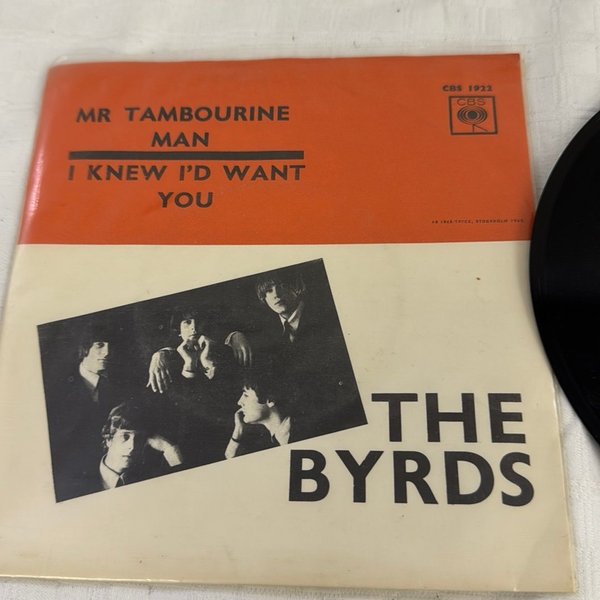 CBS 1922
CBS
MR TAMBOURINE
MAN
I KNEW I'D WANT
YOU
THE
BYRDS